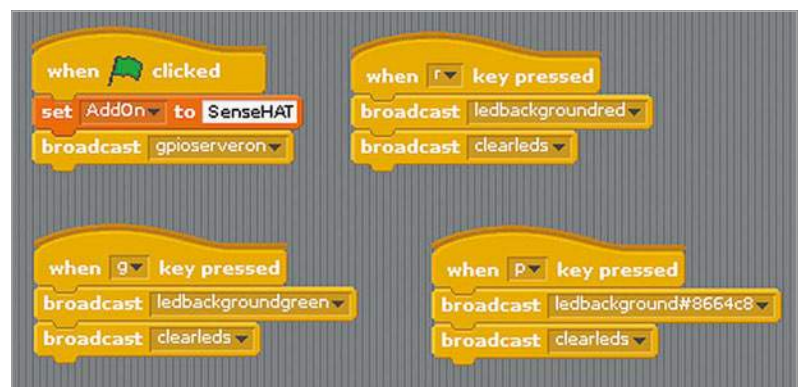 when clicked
set AddOn to SenseHAT
broadcast gpioserveron
when r key pressed
broadcast ledbackgroundred
broadcast clearleds
when g key pressed
broadcast ledbackgroundgreen
broadcast clearleds
when p key pressed
broadcast ledbackground#8664c8
broadcast clearleds